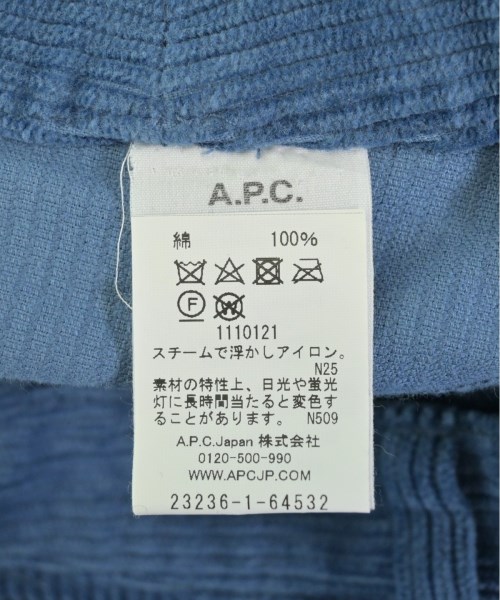 A.P.C.
綿 100%
F W
1110121
スチームで浮かしアイロン。
N25
素材の特性上、日光や蛍光
灯に長時間当たると変色す
ることがあります。 N509
A.P.C.Japan 株式会社
0120-500-990
WWW.APCJP.COM
23236-1-64532